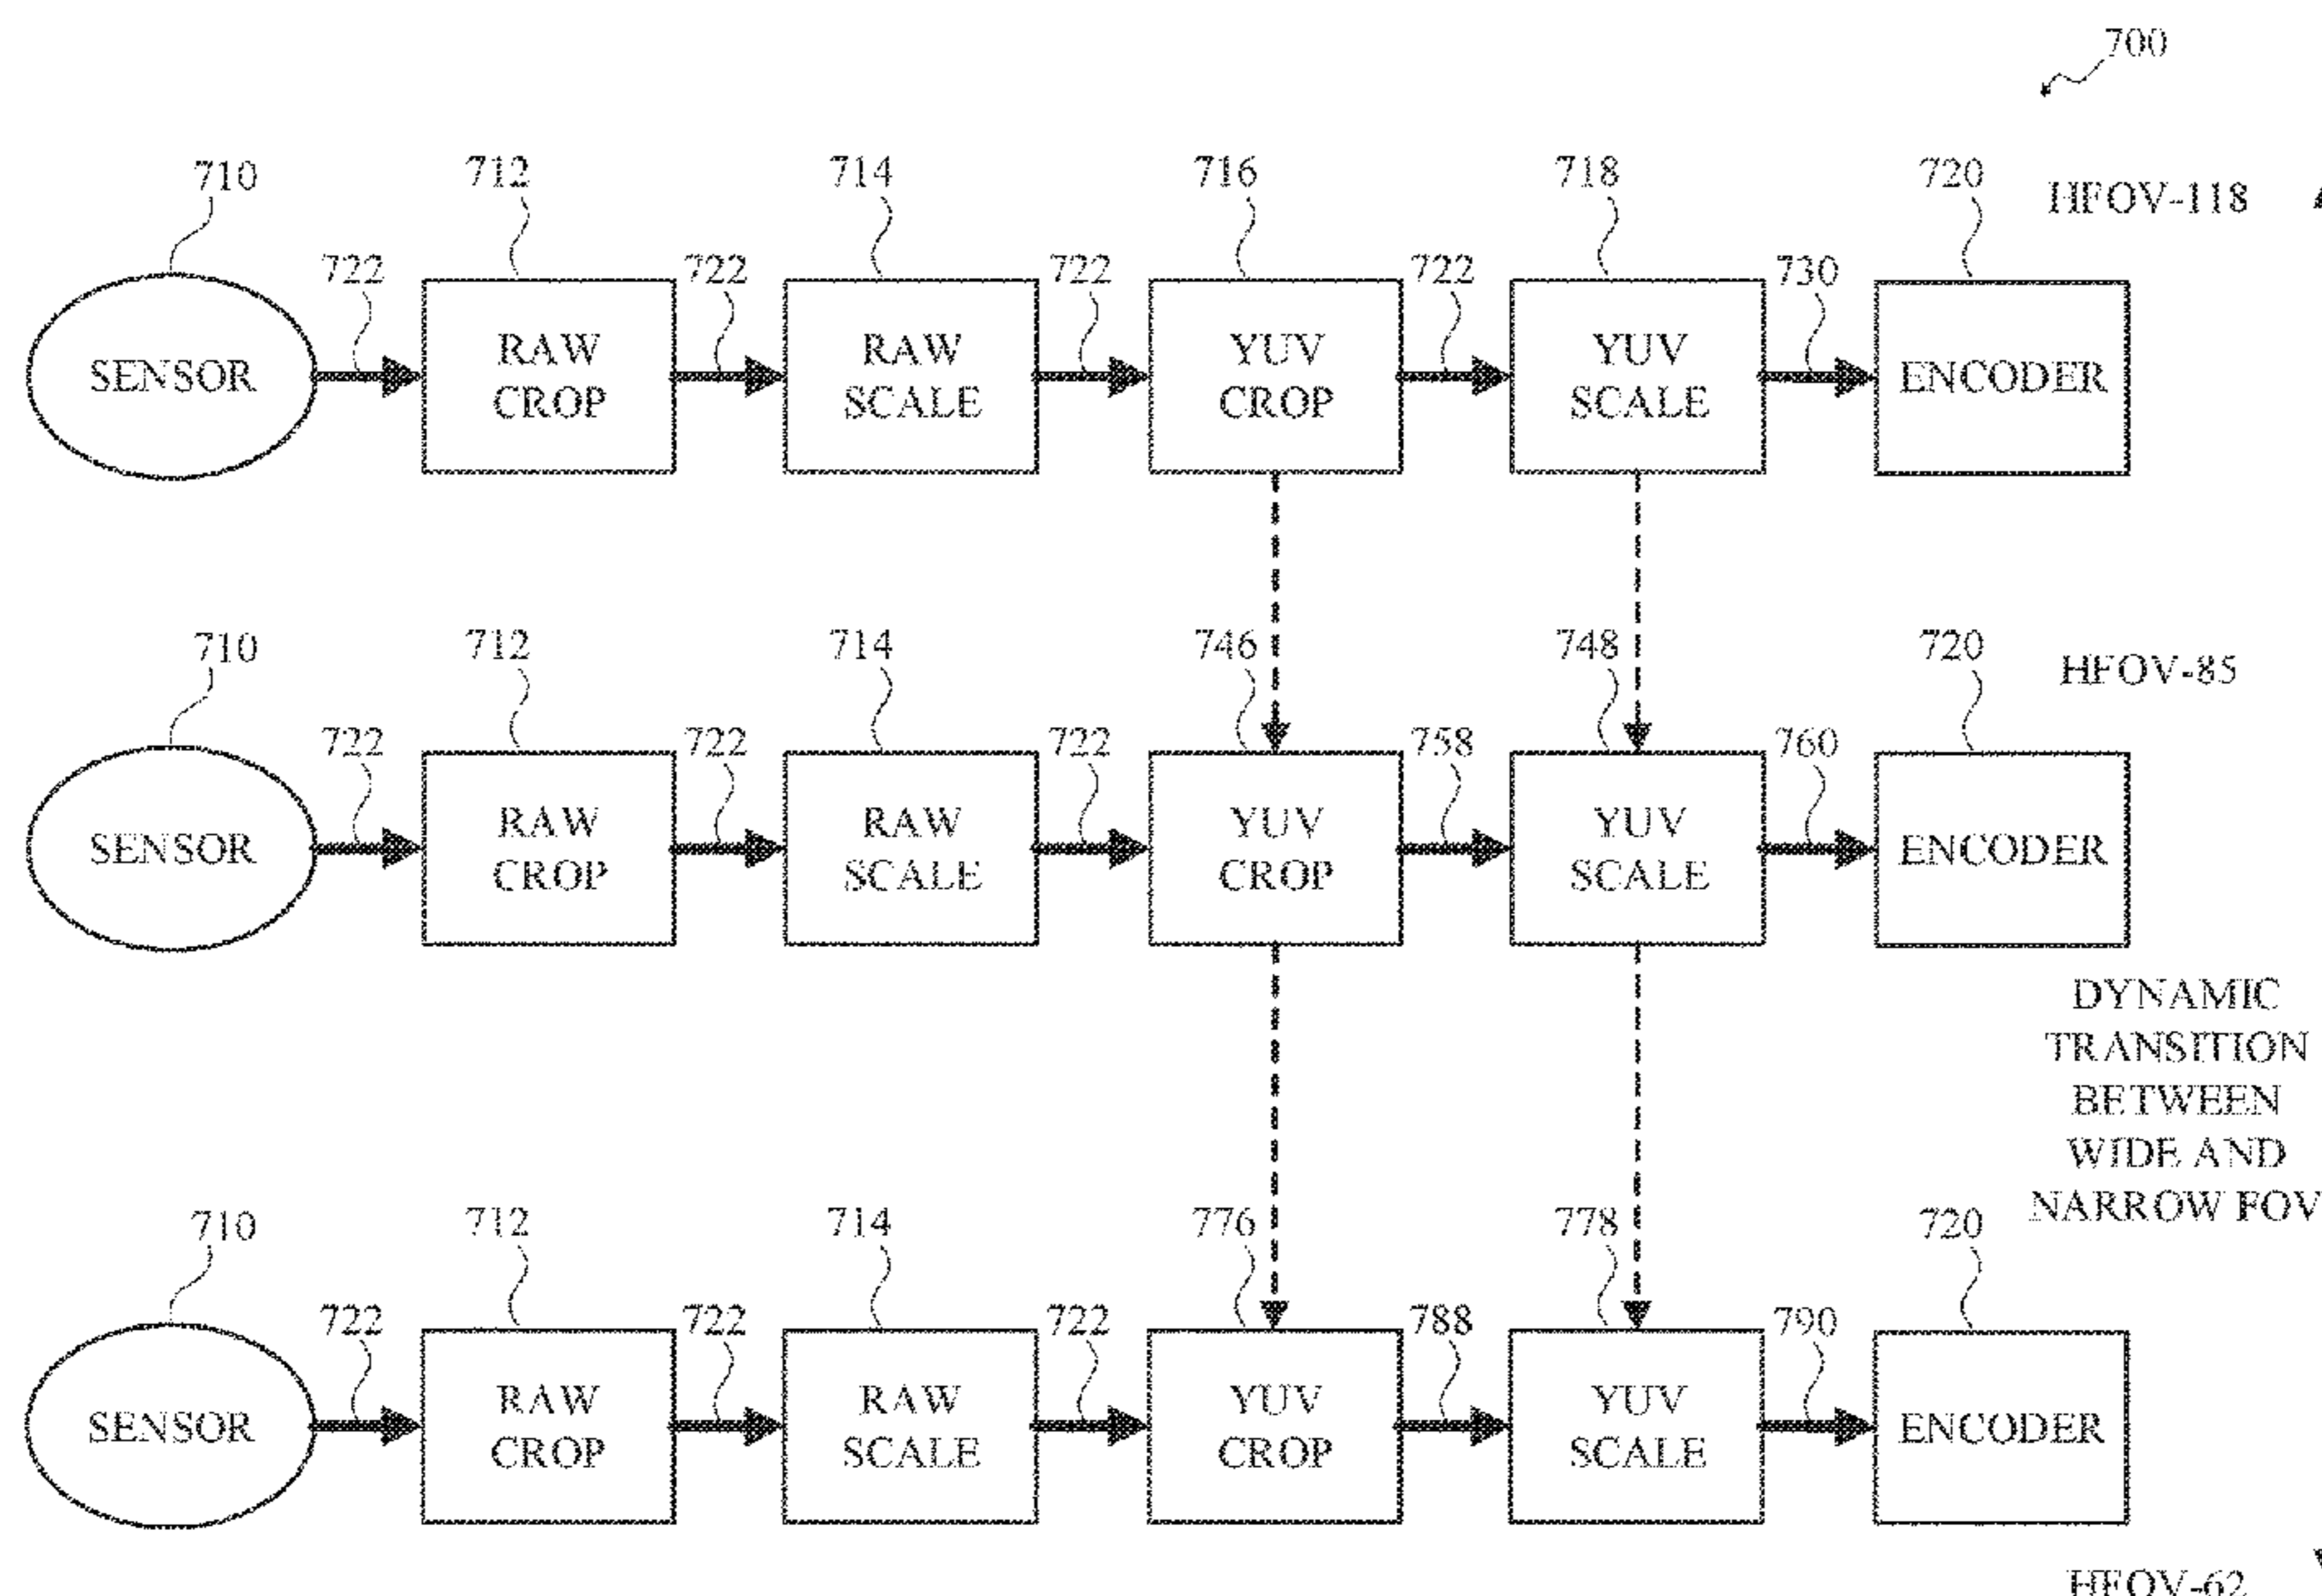 700
710
712
714
716
718
720
HFOV-118
722
722
722
722
730
SENSOR
RAW
CROP
RAW
SCALE
YUV
CROP
YUV
SCALE
ENCODER
710
712
714
746
748
720
HFOV-85
722
722
722
758
760
SENSOR
RAW
CROP
RAW
SCALE
YUV
CROP
YUV
SCALE
ENCODER
DYNAMIC
TRANSITION
BETWEEN
WIDE AND
NARROW FOV
710
712
714
776
778
720
722
722
722
788
790
SENSOR
RAW
CROP
RAW
SCALE
YUV
CROP
YUV
SCALE
ENCODER
HFOV-62